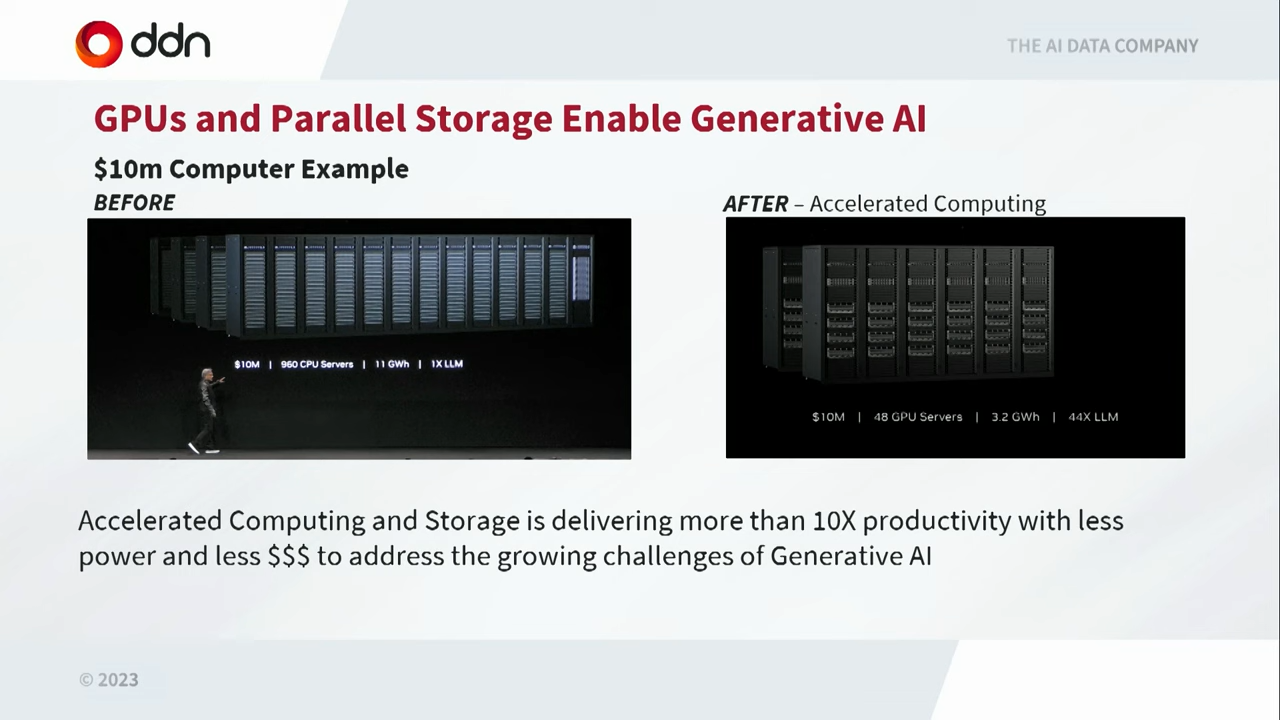 ddn
THE AI DATA COMPANY
GPUs and Parallel Storage Enable Generative AI
$10m Computer Example
BEFORE
$10M | 960 CPU Servers | 11 GWh | 1X LLM
AFTER – Accelerated Computing
$10M | 48 GPU Servers | 3.2 GWh | 44X LLM
Accelerated Computing and Storage is delivering more than 10X productivity with less
power and less $$$ to address the growing challenges of Generative AI
© 2023